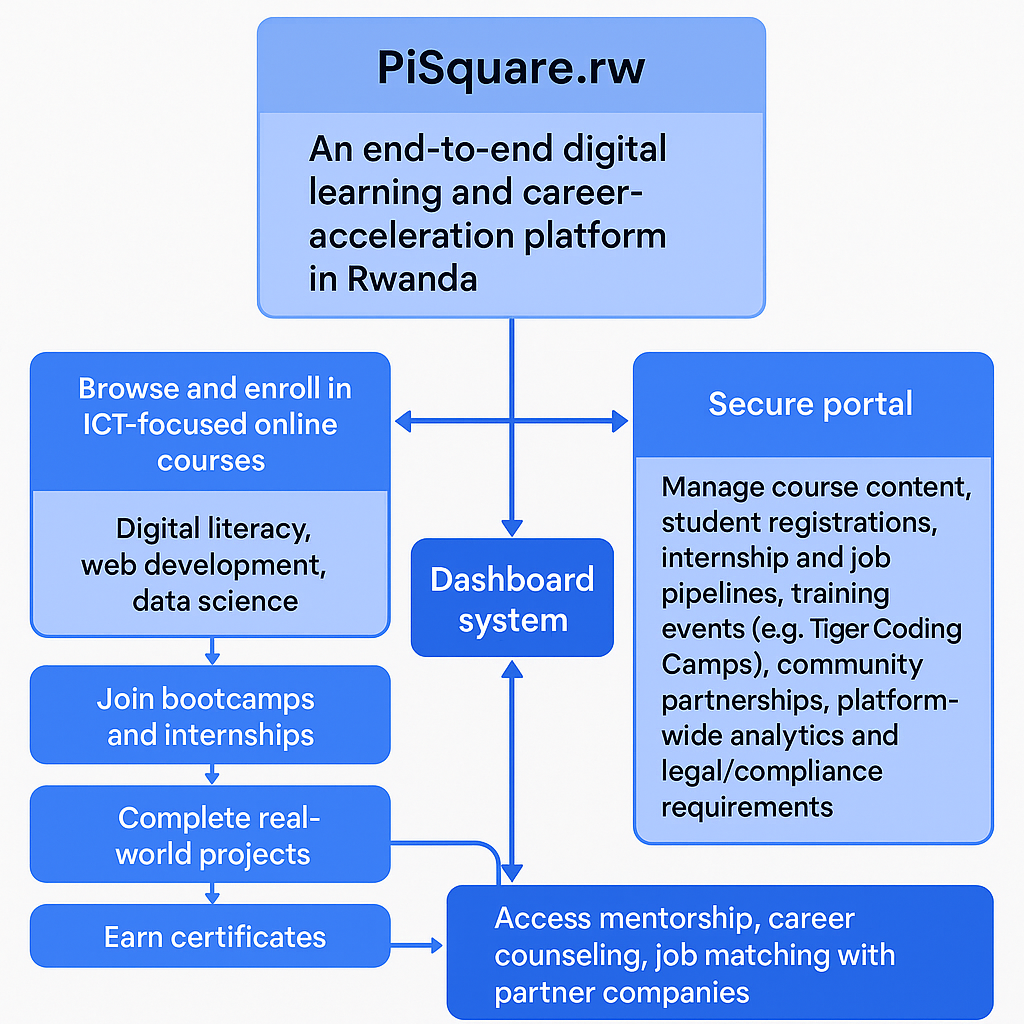 PiSquare.rw
An end-to-end digital
learning and career-
acceleration platform
in Rwanda
Browse and enroll in
ICT-focused online
courses
Digital literacy,
web development,
data science
Join bootcamps
and internships
Complete real-
world projects
Earn certificates
Dashboard
system
Secure portal
Manage course content,
student registrations,
internship and job
pipelines, training
events (e.g. Tiger Coding
Camps), community
partnerships, platform-
wide analytics and
legal/compliance
requirements
Access mentorship, career
counseling, job matching with
partner companies